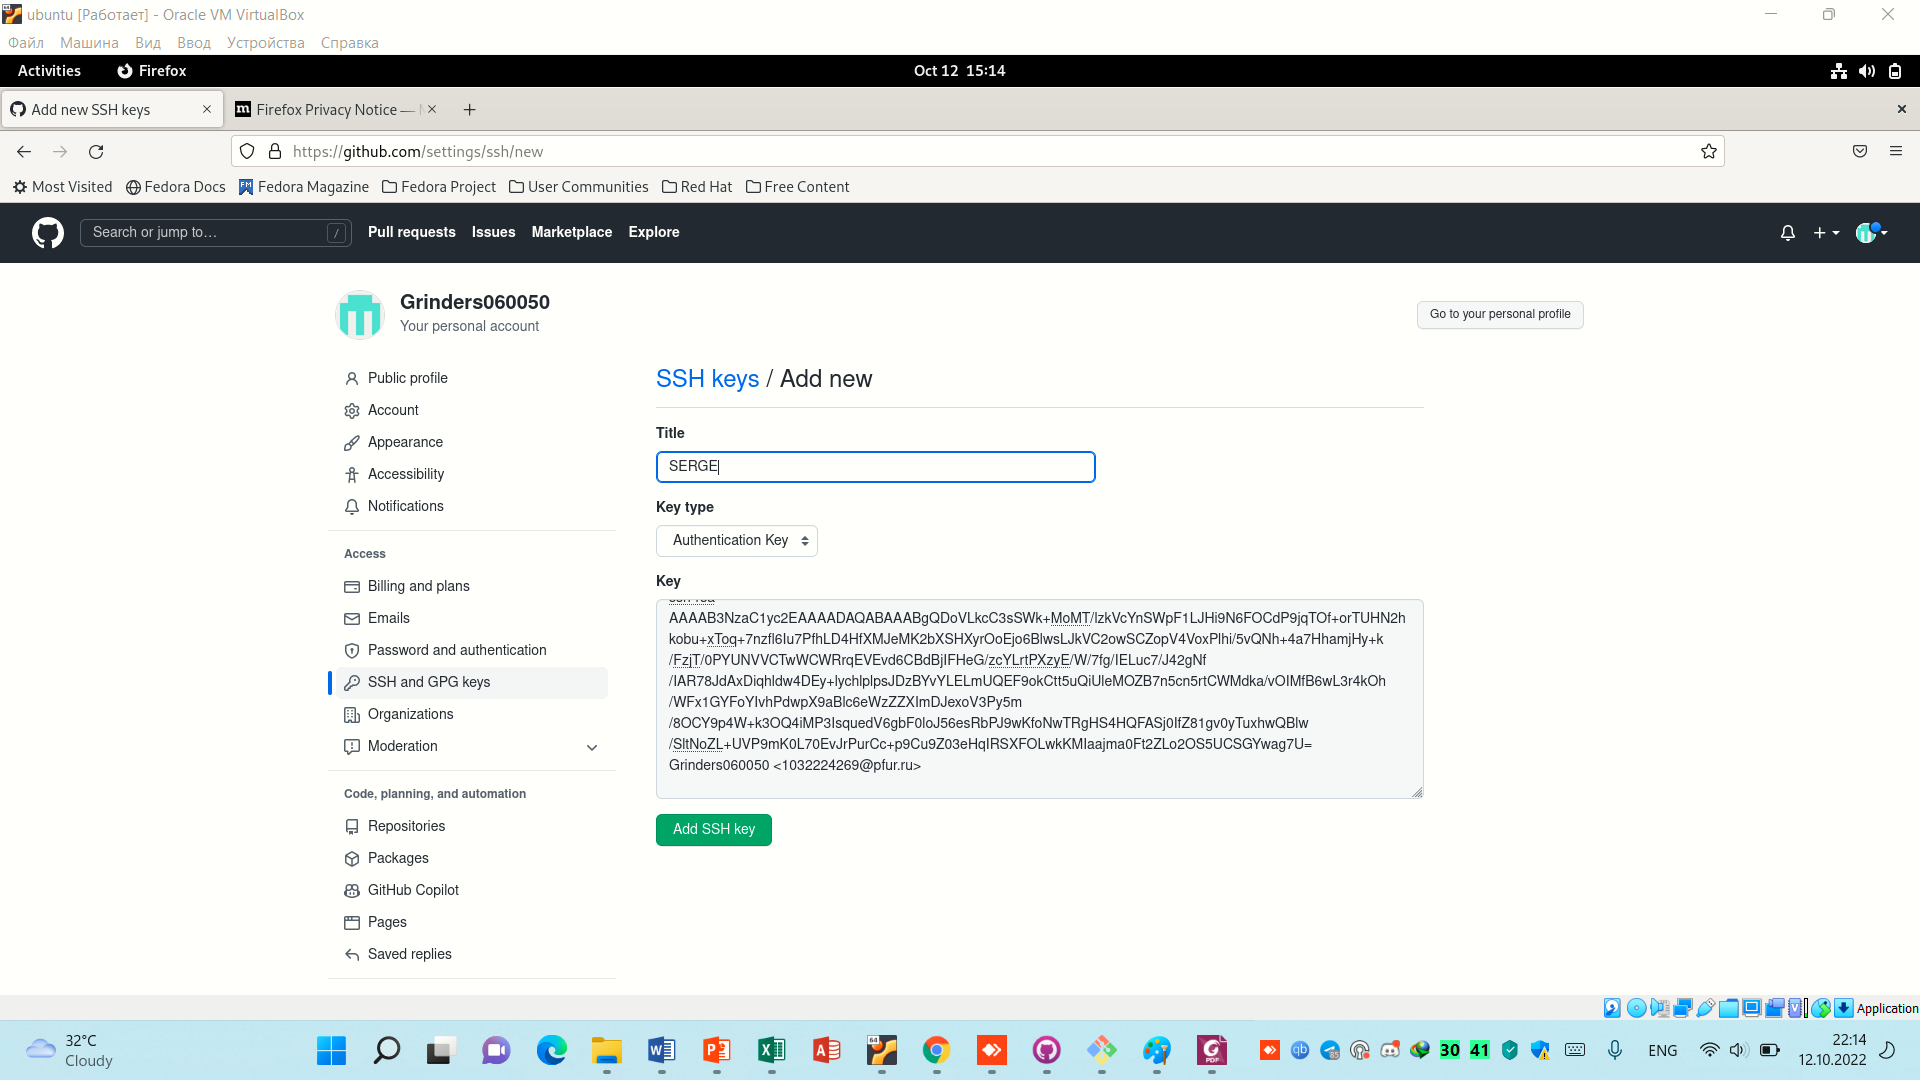 ubuntu [Работает] - Oracle VM VirtualBox
Файл Машина Вид Ввод Устройства Справка
Activities Firefox Oct 12 15:14
Add new SSH keys Firefox Privacy Notice —
https://github.com/settings/ssh/new
Most Visited Fedora Docs Fedora Magazine Fedora Project User Communities Red Hat Free Content
Search or jump to… / Pull requests Issues Marketplace Explore
Grinders060050
Your personal account
Go to your personal profile
Public profile
Account
Appearance
Accessibility
Notifications
Access
Billing and plans
Emails
Password and authentication
SSH and GPG keys
Organizations
Moderation
Code, planning, and automation
Repositories
Packages
GitHub Copilot
Pages
Saved replies
SSH keys / Add new
Title
SERGE
Key type
Authentication Key
Key
AAAAB3NzaC1yc2EAAAADAQABAAABgQDoVLkcC3sSWk+MoMT/lzkVcYnSWpF1LJHi9N6FOCdP9jqTOf+orTUHN2h
kobu+xToq+7nzfl6Iu7PfhLD4HfXMJeMK2bXSHXyrOoEjo6BlwsLJkVC2owSCZopV4VoxPlhi/5vQNh+4a7HhamjHy+k
/FzjT/0PYUNVVCTwWCWRrqEVEvd6CBdBjIFHeG/zcYLrtPXzyE/W/7fg/IELuc7/J42gNf
/IAR78JdAxDiqhldw4DEy+lychlplpsJDzBYvYLELmUQEF9okCtt5uQiUleMOZB7n5cn5rtCWMdka/vOIMfB6wL3r4kOh
/WFx1GYFoYIvhPdwpX9aBlc6eWzZZXImDJexoV3Py5m
/8OCY9p4W+k3OQ4iMP3IsquedV6gbF0loJ56esRbPJ9wKfoNwTRgHS4HQFASj0IfZ81gv0yTuxhwQBlw
/SltNoZL+UVP9mK0L70EvJrPurCc+p9Cu9Z03eHqIRSXFOLwkKMIaajma0Ft2ZLo2OS5UCSGYwag7U=
Grinders060050 <1032224269@pfur.ru>
Add SSH key
Application
32°C
Cloudy
30 41 ENG
22:14
12.10.2022